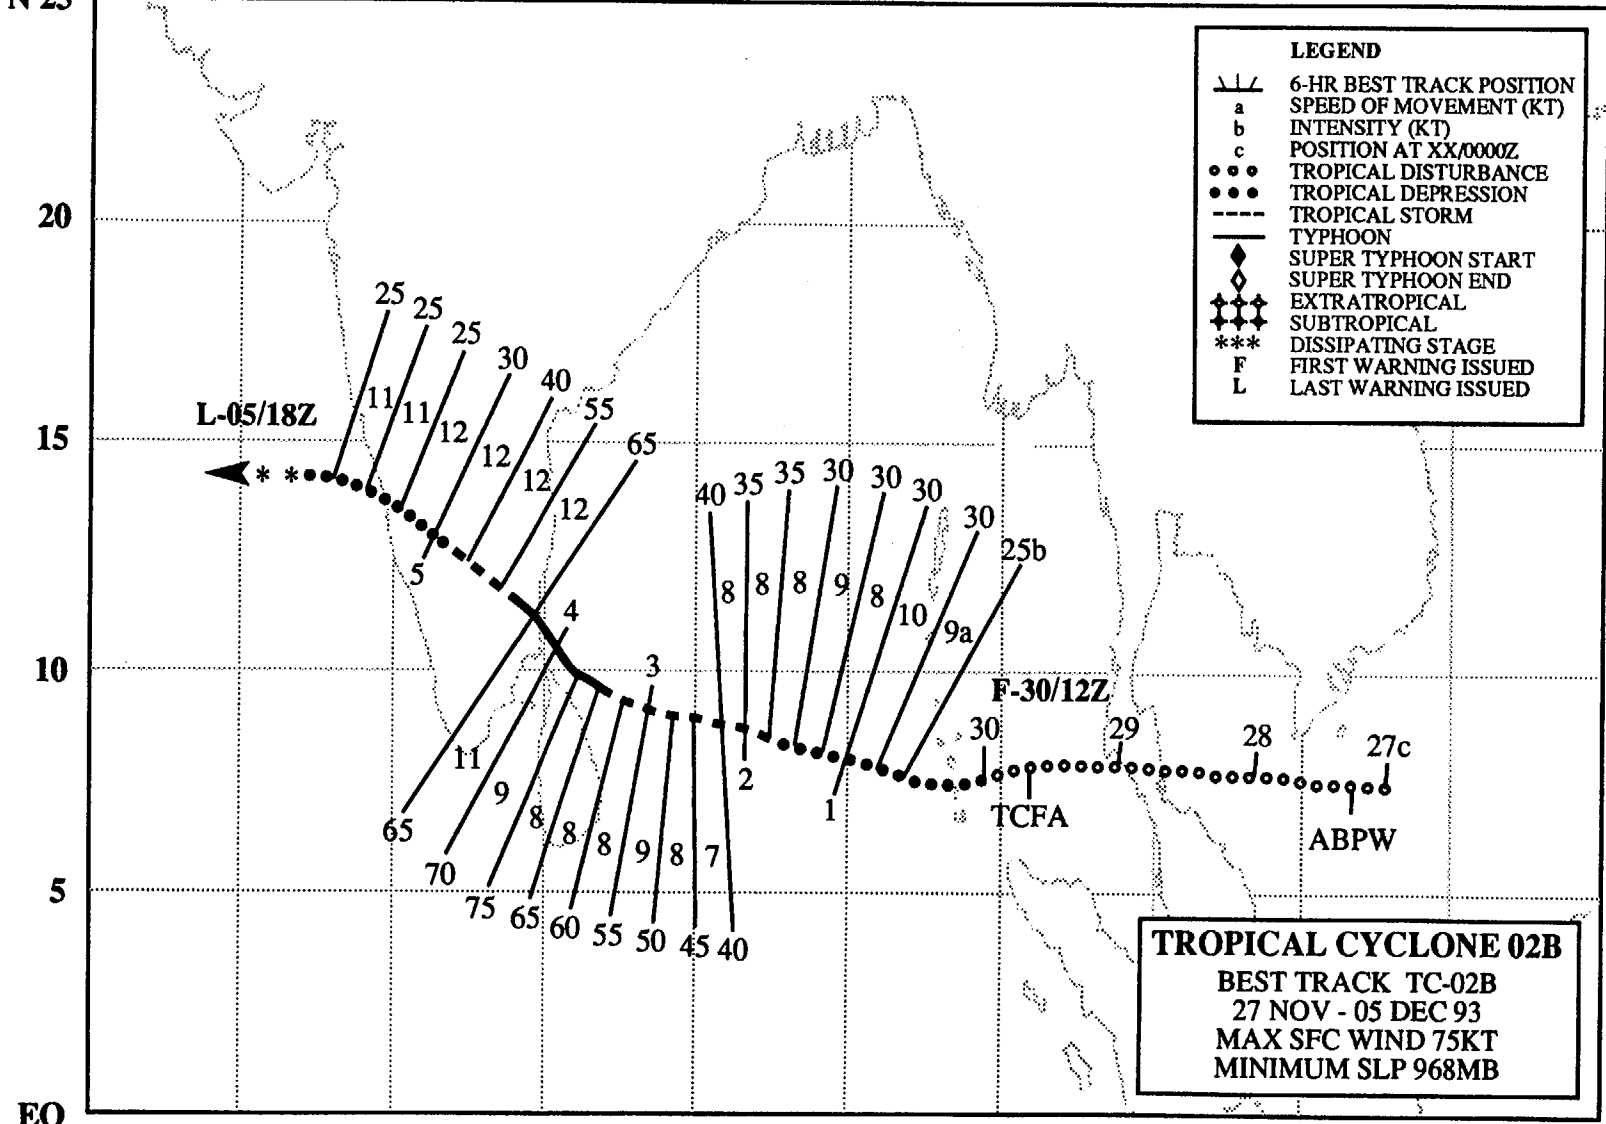 N 25
LEGEND
6-HR BEST TRACK POSITION
a SPEED OF MOVEMENT (KT)
b INTENSITY (KT)
c POSITION AT XX/0000Z
TROPICAL DISTURBANCE
TROPICAL DEPRESSION
TROPICAL STORM
TYPHOON
SUPER TYPHOON START
SUPER TYPHOON END
EXTRATROPICAL
SUBTROPICAL
*** DISSIPATING STAGE
F FIRST WARNING ISSUED
L LAST WARNING ISSUED
20
25
25
25
30
40
55
65
L-05/18Z
11
11
12
12
12
12
15
40
35
35
30
30
30
30
25b
8
8
8
9
8
10
9a
5
4
10
3
F-30/12Z
30
29
28
27c
2
1
TCFA
ABPW
11
9
8
8
8
9
8
7
65
70
75
65
60
55
50
45
40
5
TROPICAL CYCLONE 02B
BEST TRACK TC-02B
27 NOV - 05 DEC 93
MAX SFC WIND 75KT
MINIMUM SLP 968MB
EQ